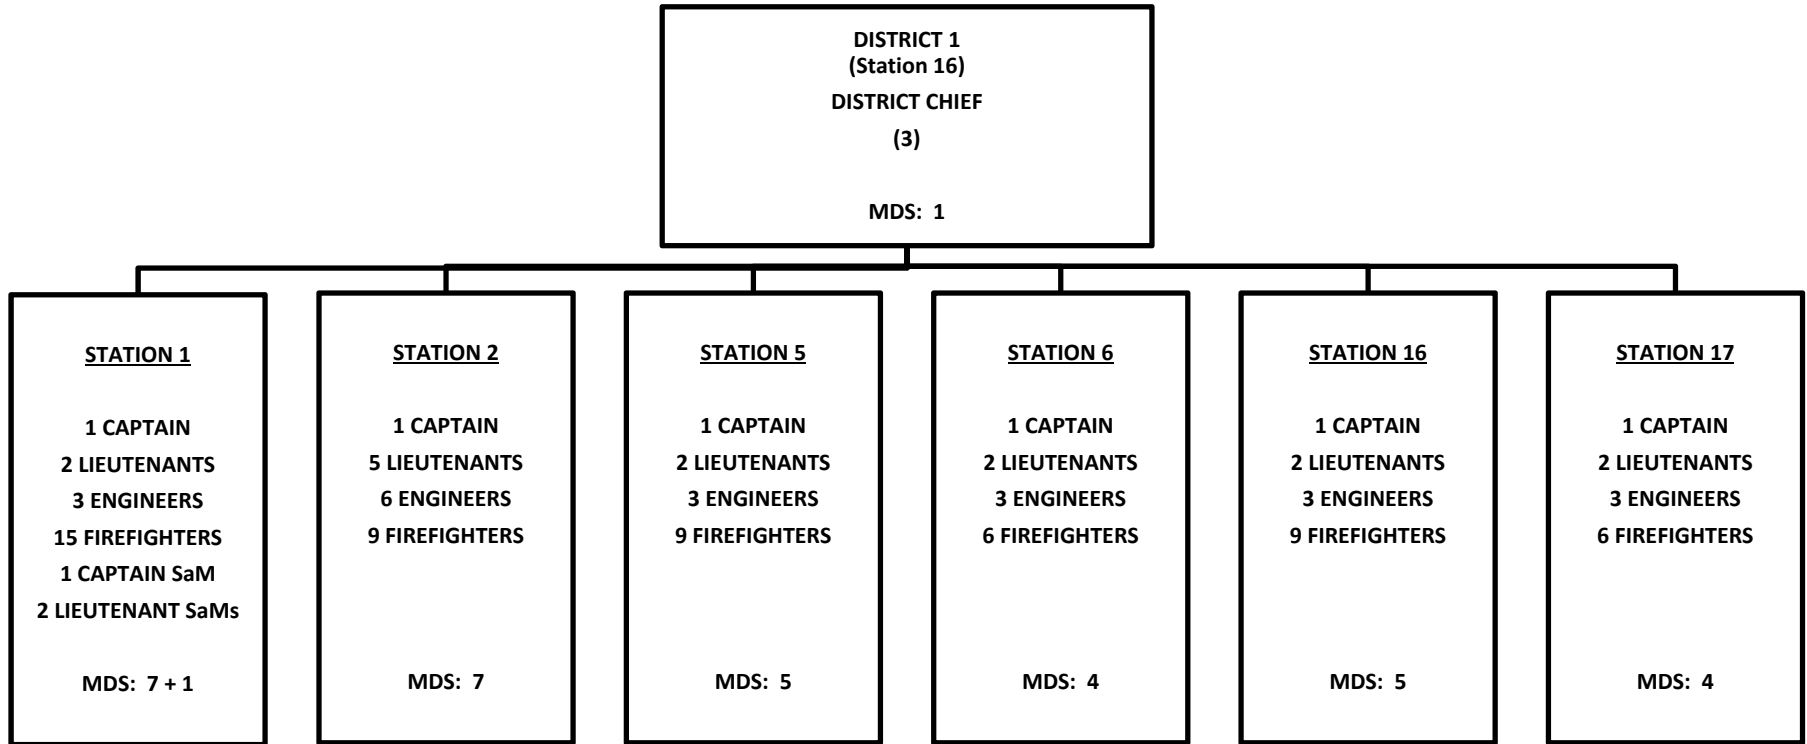 DISTRICT 1
(Station 16)
DISTRICT CHIEF
(3)
MDS: 1
STATION 1
1 CAPTAIN
2 LIEUTENANTS
3 ENGINEERS
15 FIREFIGHTERS
1 CAPTAIN SaM
2 LIEUTENANT SaMs
MDS: 7 + 1
STATION 2
1 CAPTAIN
5 LIEUTENANTS
6 ENGINEERS
9 FIREFIGHTERS
MDS: 7
STATION 5
1 CAPTAIN
2 LIEUTENANTS
3 ENGINEERS
9 FIREFIGHTERS
MDS: 5
STATION 6
1 CAPTAIN
2 LIEUTENANTS
3 ENGINEERS
6 FIREFIGHTERS
MDS: 4
STATION 16
1 CAPTAIN
2 LIEUTENANTS
3 ENGINEERS
9 FIREFIGHTERS
MDS: 5
STATION 17
1 CAPTAIN
2 LIEUTENANTS
3 ENGINEERS
6 FIREFIGHTERS
MDS: 4